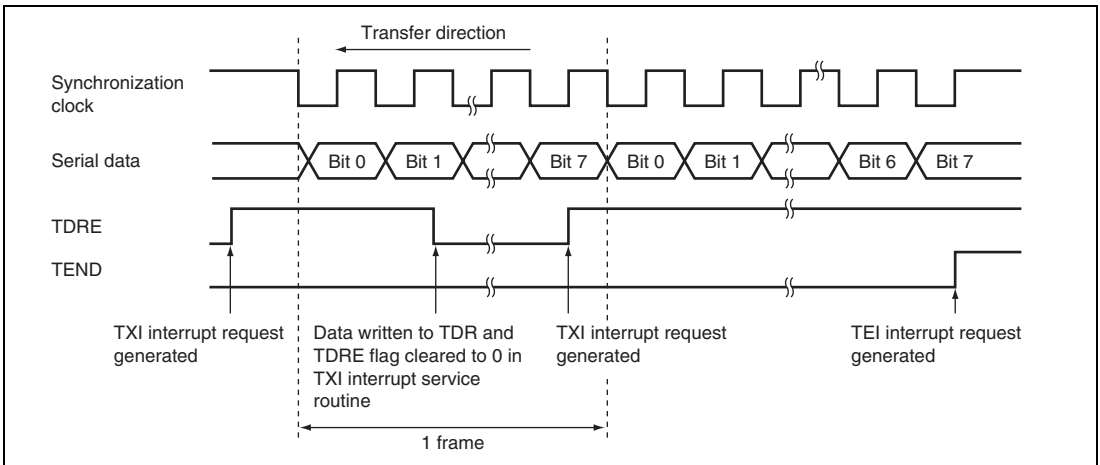 Transfer direction
Synchronization
clock
Serial data
Bit 0
Bit 1
Bit 7
Bit 0
Bit 1
Bit 6
Bit 7
TDRE
TEND
TXI interrupt request
generated
Data written to TDR and
TDRE flag cleared to 0 in
TXI interrupt service
routine
TXI interrupt request
generated
TEI interrupt request
generated
1 frame